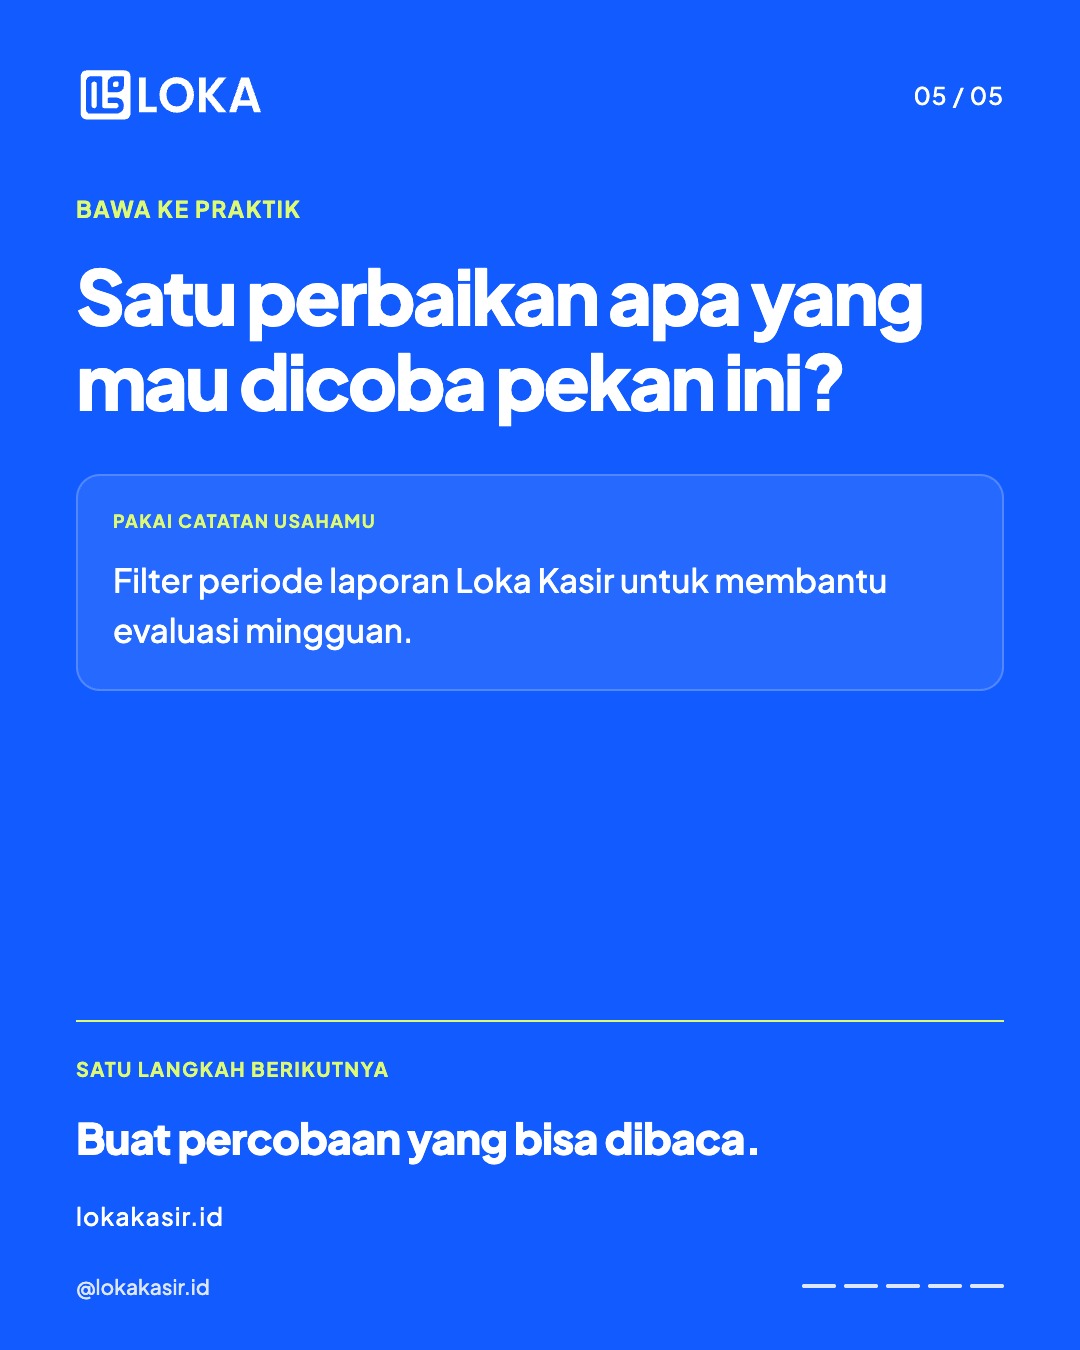 LOKA
05 / 05
BAWA KE PRAKTIK
Satu perbaikan apa yang
mau dicoba pekan ini?
PAKAI CATATAN USAHAMU
Filter periode laporan Loka Kasir untuk membantu
evaluasi mingguan.
SATU LANGKAH BERIKUTNYA
Buat percobaan yang bisa dibaca.
lokakasir.id
@lokakasir.id